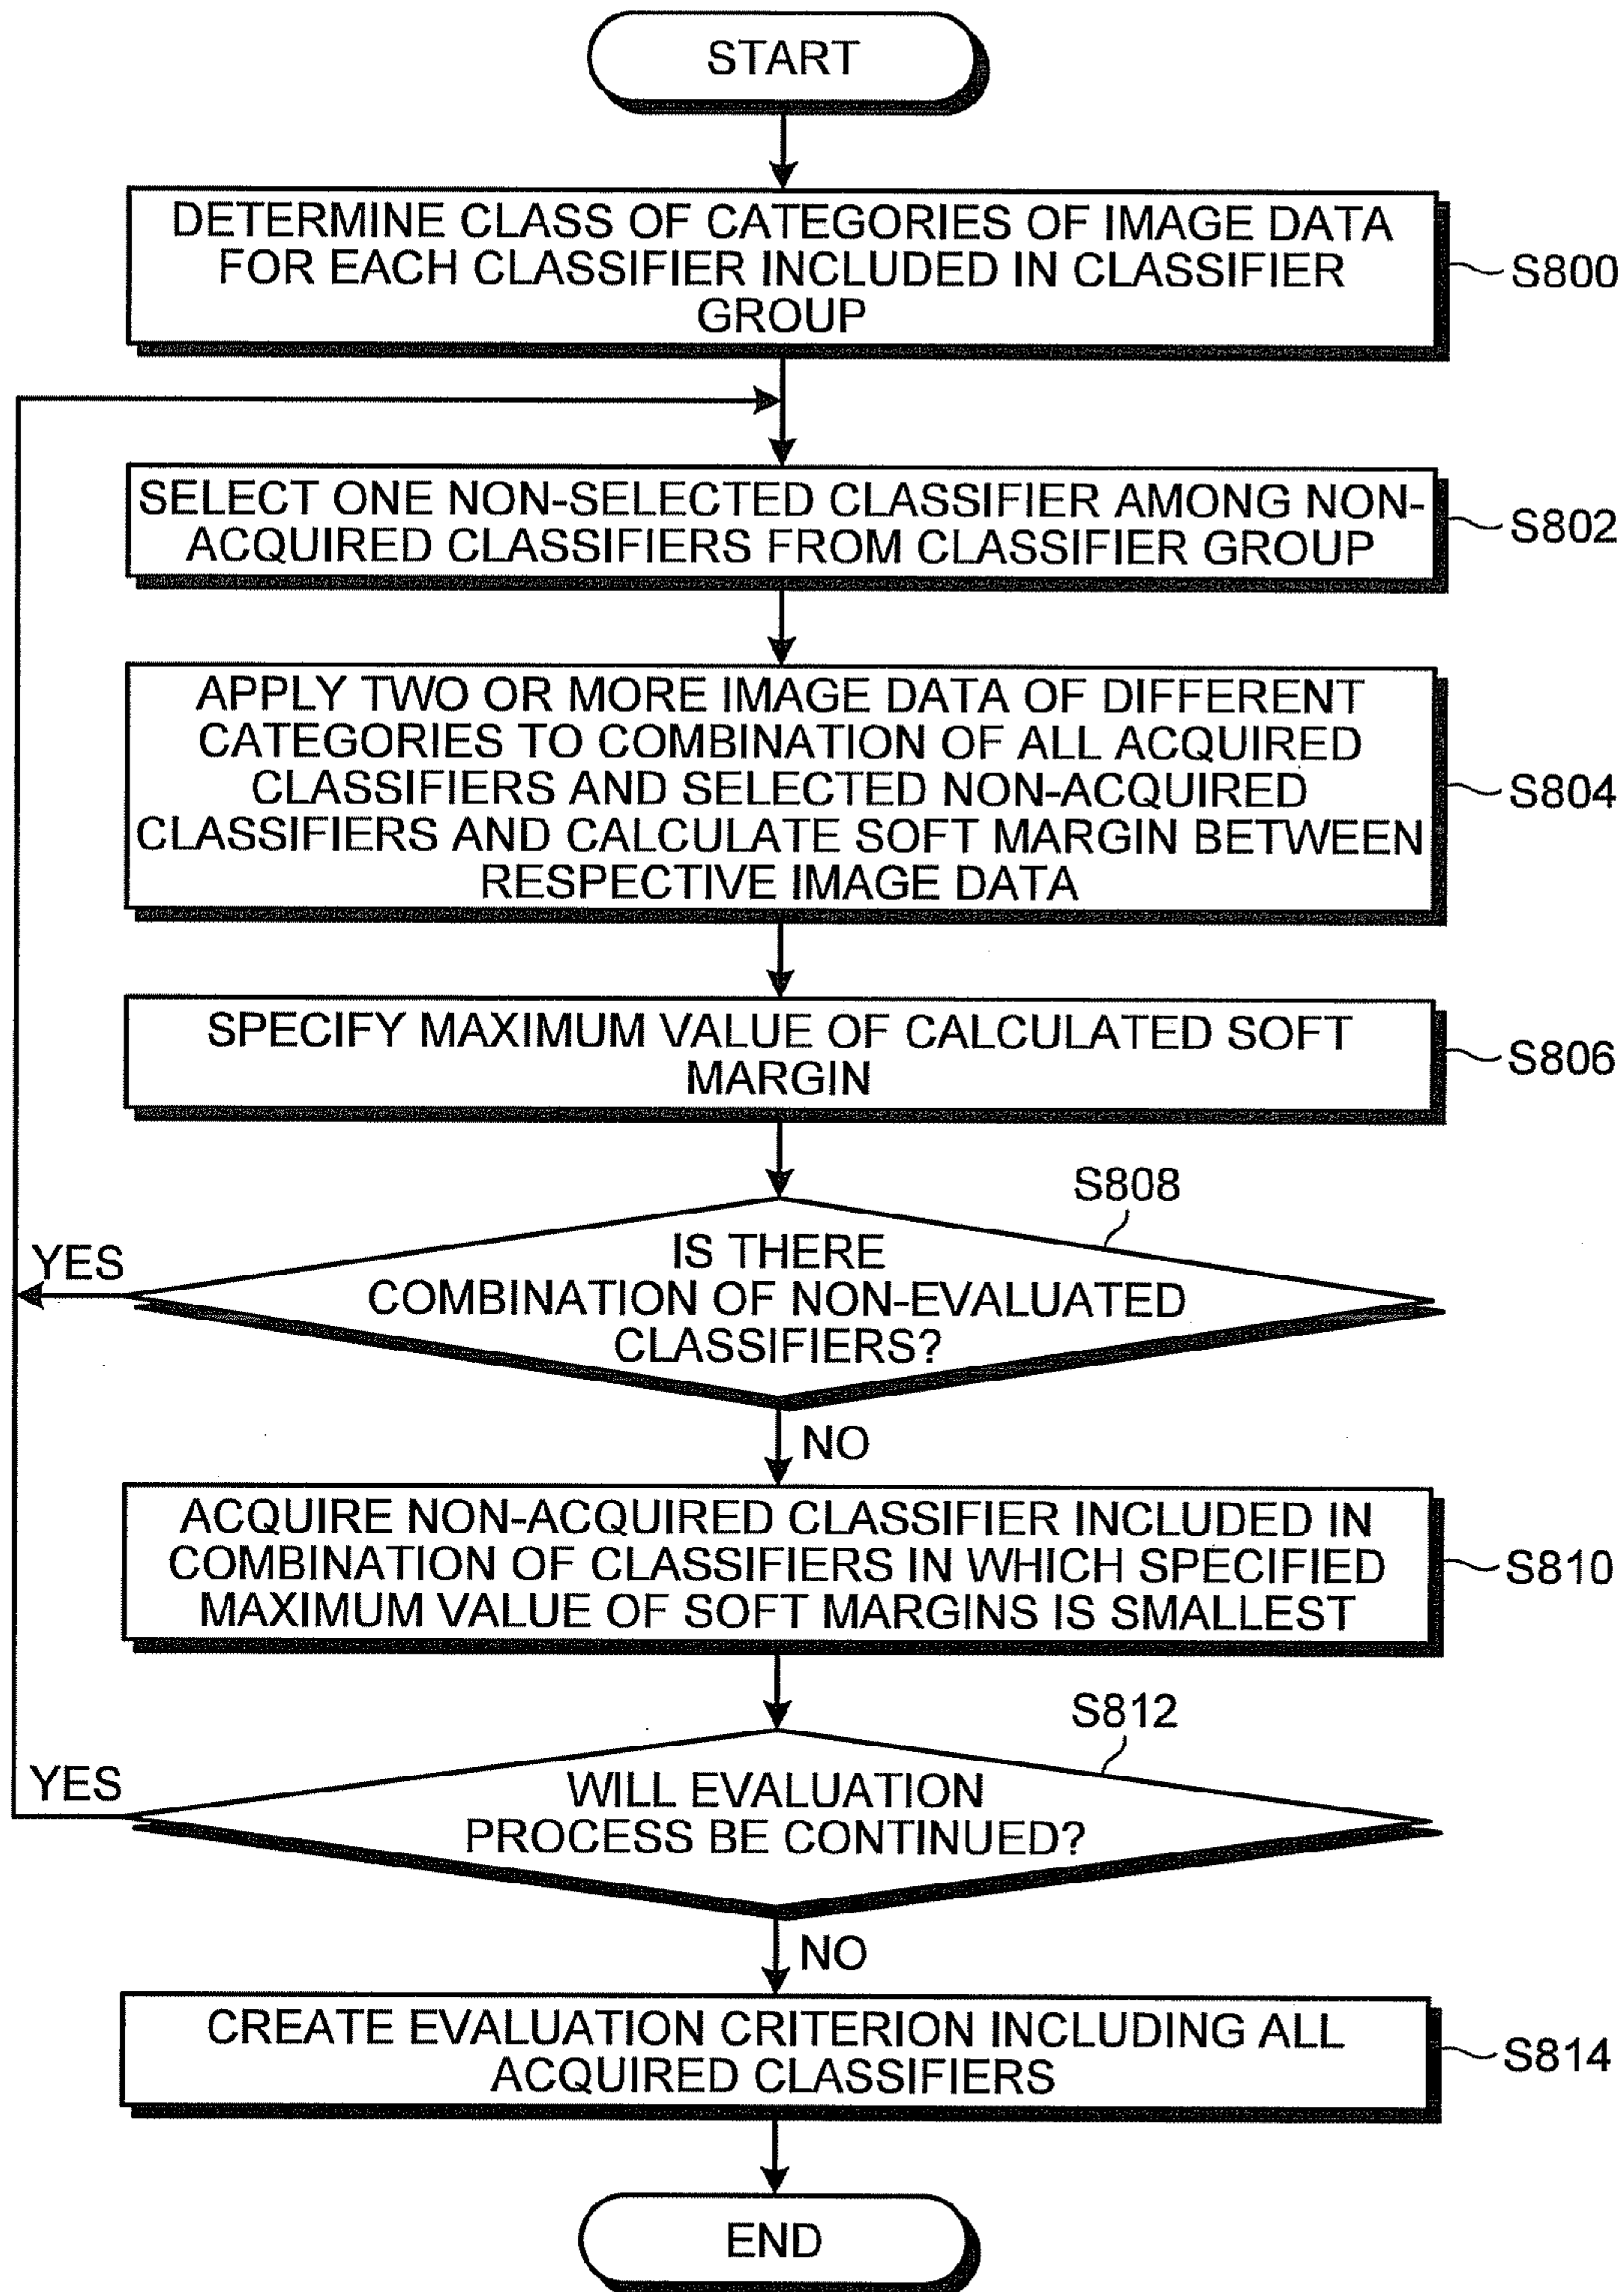 START
DETERMINE CLASS OF CATEGORIES OF IMAGE DATA
FOR EACH CLASSIFIER INCLUDED IN CLASSIFIER
GROUP
S800
SELECT ONE NON-SELECTED CLASSIFIER AMONG NON-
ACQUIRED CLASSIFIERS FROM CLASSIFIER GROUP
S802
APPLY TWO OR MORE IMAGE DATA OF DIFFERENT
CATEGORIES TO COMBINATION OF ALL ACQUIRED
CLASSIFIERS AND SELECTED NON-ACQUIRED
CLASSIFIERS AND CALCULATE SOFT MARGIN BETWEEN
RESPECTIVE IMAGE DATA
S804
SPECIFY MAXIMUM VALUE OF CALCULATED SOFT
MARGIN
S806
S808
YES
IS THERE
COMBINATION OF NON-EVALUATED
CLASSIFIERS?
NO
ACQUIRE NON-ACQUIRED CLASSIFIER INCLUDED IN
COMBINATION OF CLASSIFIERS IN WHICH SPECIFIED
MAXIMUM VALUE OF SOFT MARGINS IS SMALLEST
S810
S812
YES
WILL EVALUATION
PROCESS BE CONTINUED?
NO
CREATE EVALUATION CRITERION INCLUDING ALL
ACQUIRED CLASSIFIERS
S814
END